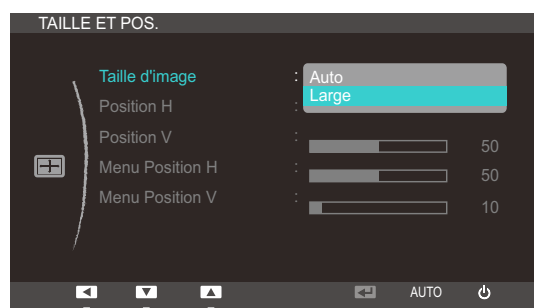 TAILLE ET POS.
Taille d'image : Auto
Position H : Large
Position V : 50
Menu Position H : 50
Menu Position V : 10
AUTO